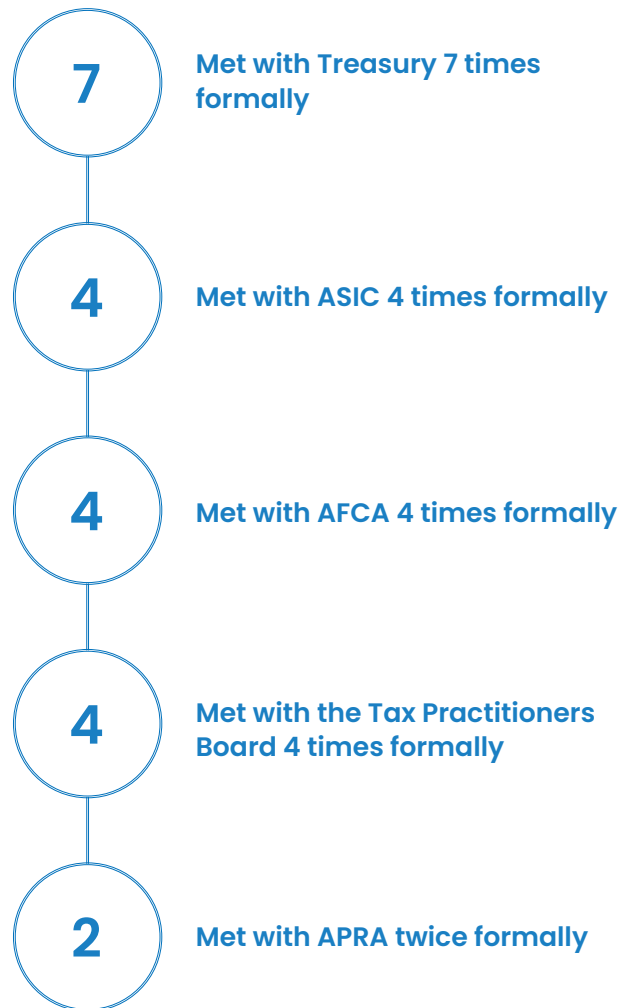 7
Met with Treasury 7 times
formally
4
Met with ASIC 4 times formally
4
Met with AFCA 4 times formally
4
Met with the Tax Practitioners
Board 4 times formally
2
Met with APRA twice formally